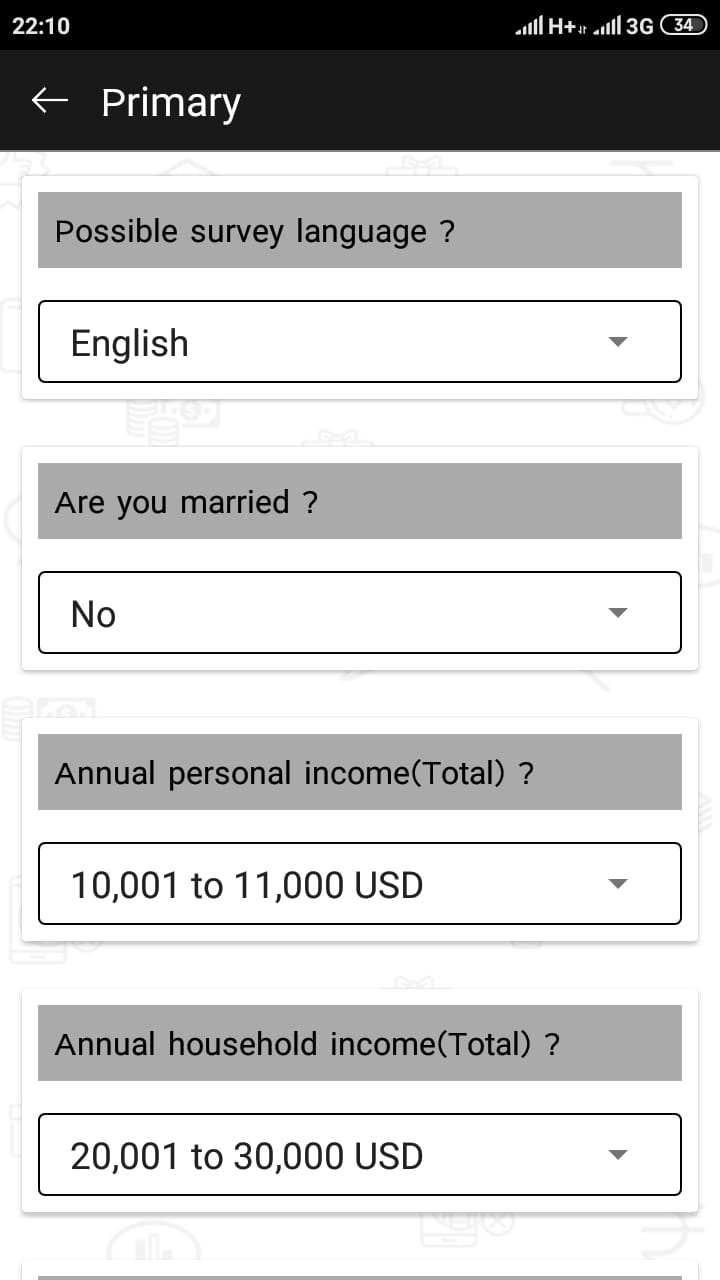 22:10 H+ 3G 34
Primary
Possible survey language ?
English
Are you married ?
No
Annual personal income(Total) ?
10,001 to 11,000 USD
Annual household income(Total) ?
20,001 to 30,000 USD